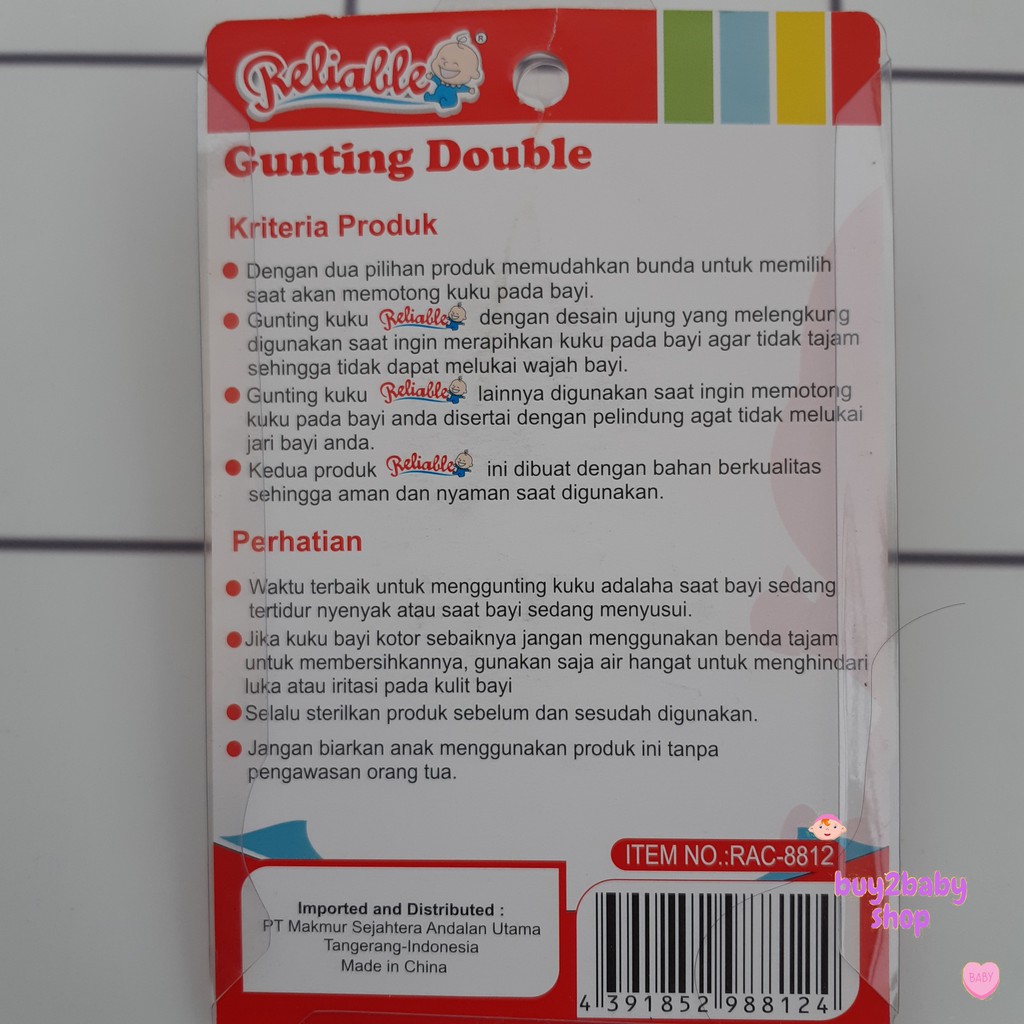 Reliable ®
Gunting Double
Kriteria Produk
Dengan dua pilihan produk memudahkan bunda untuk memilih
saat akan memotong kuku pada bayi.
Gunting kuku Reliable dengan desain ujung yang melengkung
digunakan saat ingin merapihkan kuku pada bayi agar tidak tajam
sehingga tidak dapat melukai wajah bayi.
Gunting kuku Reliable lainnya digunakan saat ingin memotong
kuku pada bayi anda disertai dengan pelindung agat tidak melukai
jari bayi anda.
Kedua produk Reliable ini dibuat dengan bahan berkualitas
sehingga aman dan nyaman saat digunakan.
Perhatian
Waktu terbaik untuk menggunting kuku adalaha saat bayi sedang
tertidur nyenyak atau saat bayi sedang menyusui.
Jika kuku bayi kotor sebaiknya jangan menggunakan benda tajam
untuk membersihkannya, gunakan saja air hangat untuk menghindari
luka atau iritasi pada kulit bayi
Selalu sterilkan produk sebelum dan sesudah digunakan.
Jangan biarkan anak menggunakan produk ini tanpa
pengawasan orang tua.
ITEM NO.:RAC-8812
buy2baby
shop
Imported and Distributed :
PT Makmur Sejahtera Andalan Utama
Tangerang-Indonesia
Made in China
BABY
4 391852 988124